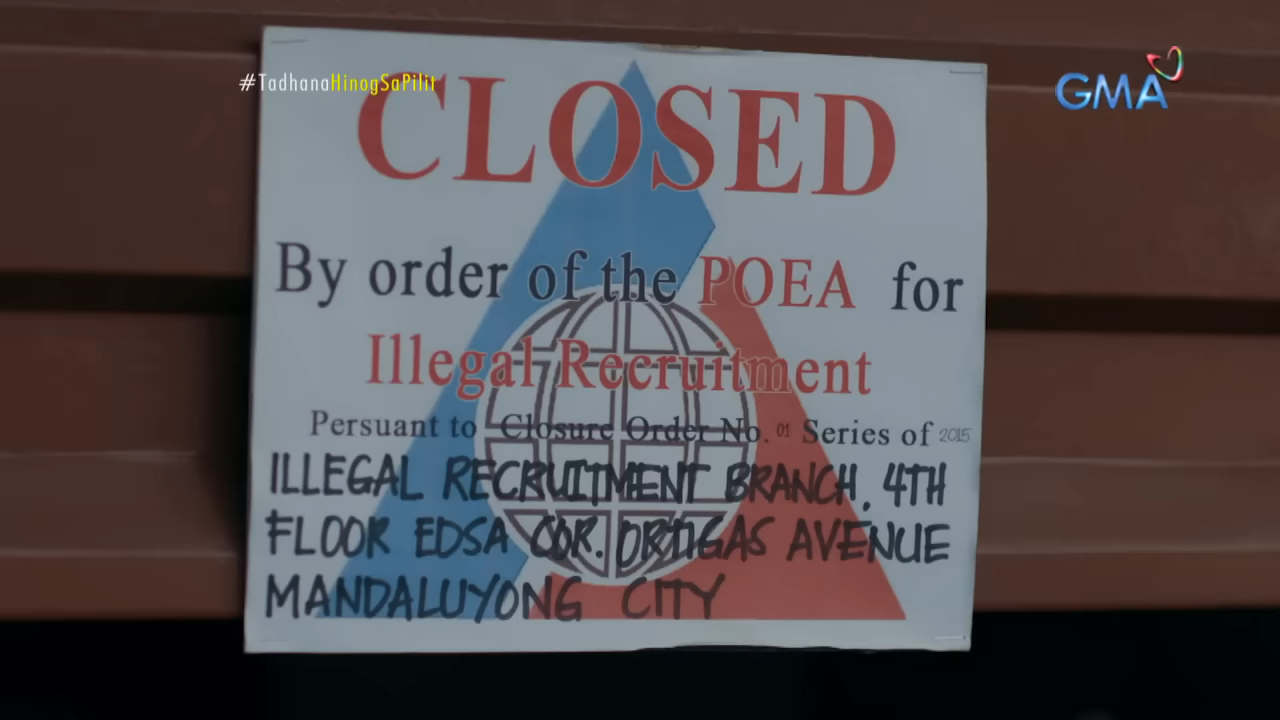 #TadhanaHinogSaPilit
GMA
CLOSED
By order of the POEA for
Illegal Recruitment
Persuant to Closure Order No. 01 Series of 2015
ILLEGAL RECRUITMENT BRANCH, 4TH
FLOOR EDSA COR. ORTIGAS AVENUE
MANDALUYONG CITY